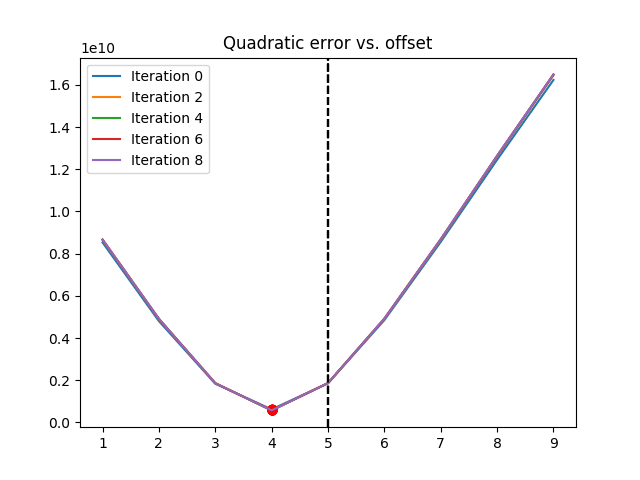 Quadratic error vs. offset
1e10
Iteration 0
Iteration 2
Iteration 4
Iteration 6
Iteration 8
1.6
1.4
1.2
1.0
0.8
0.6
0.4
0.2
0.0
1 2 3 4 5 6 7 8 9